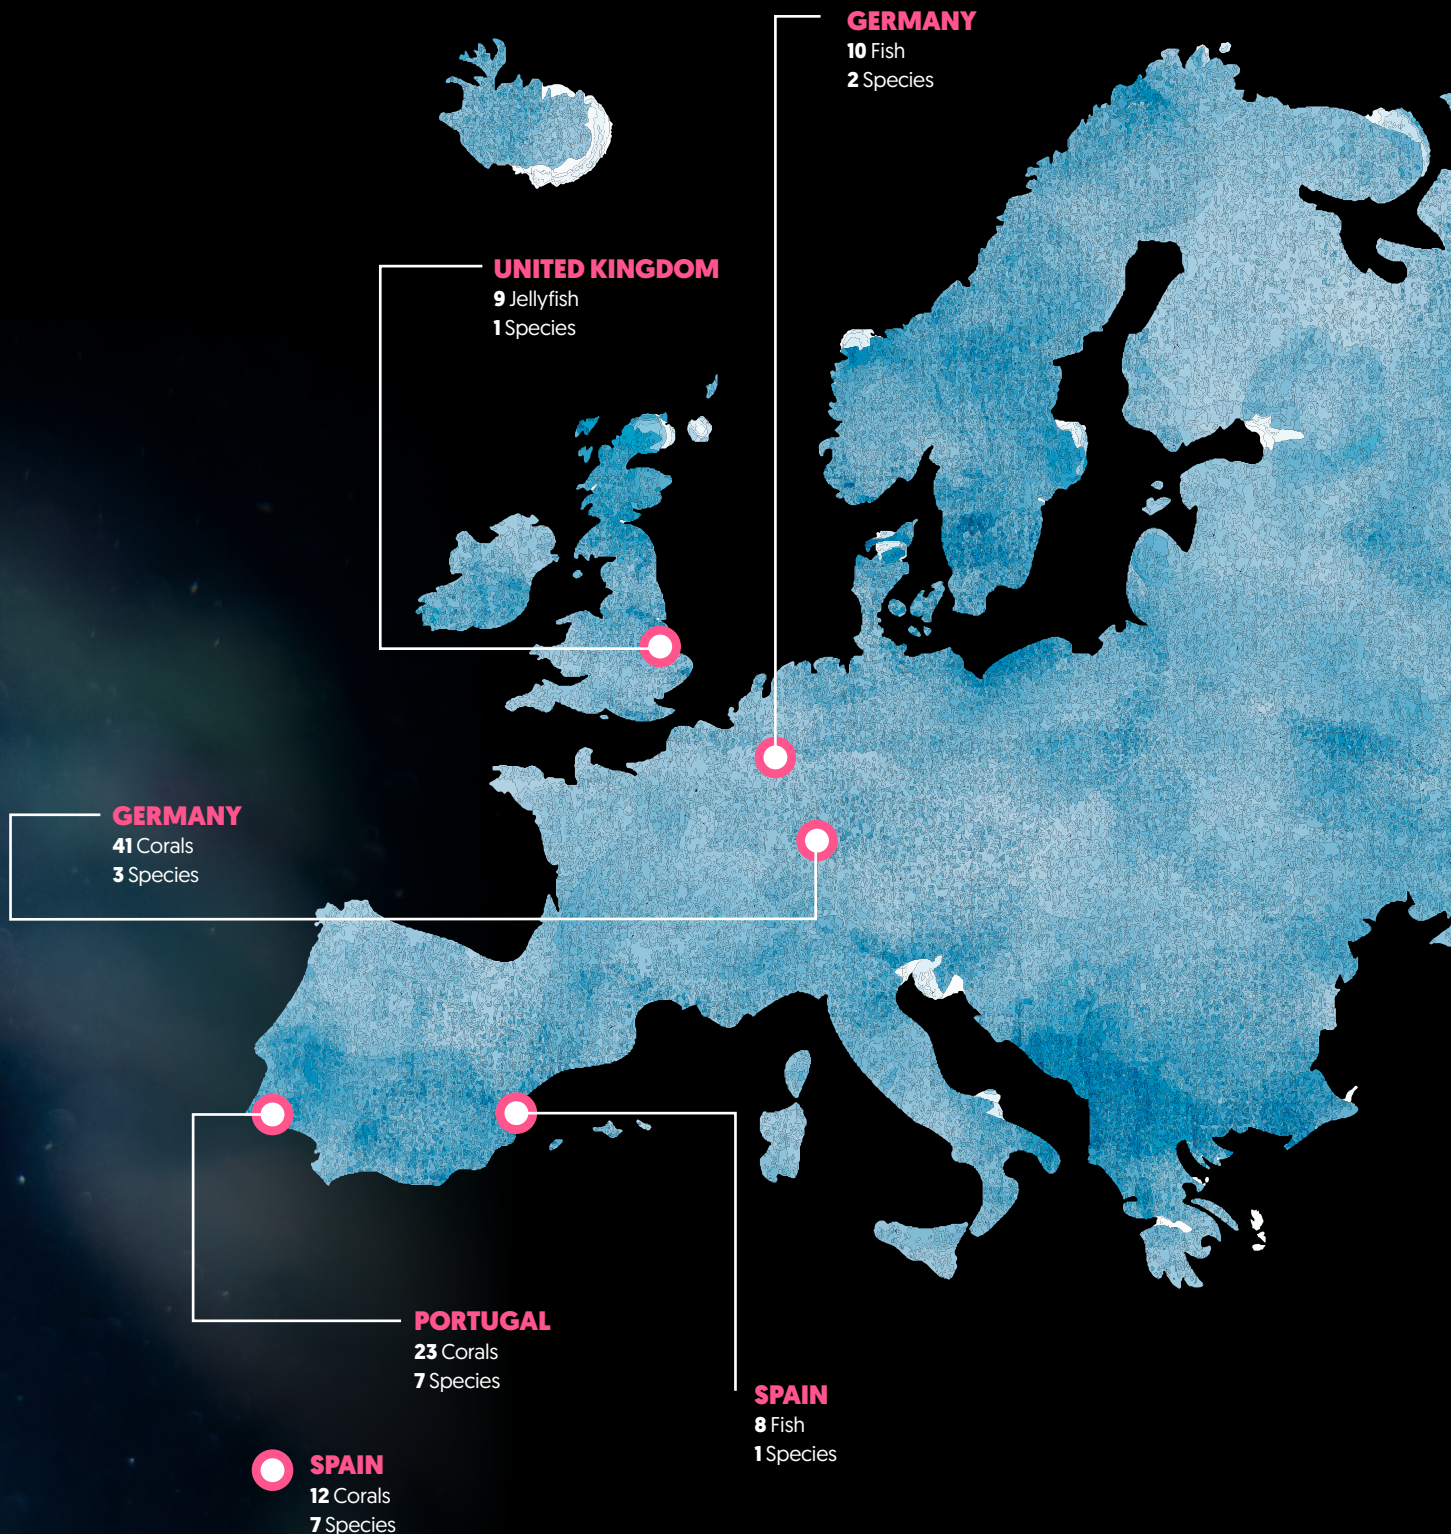 GERMANY
10 Fish
2 Species
UNITED KINGDOM
9 Jellyfish
1 Species
GERMANY
41 Corals
3 Species
PORTUGAL
23 Corals
7 Species
SPAIN
8 Fish
1 Species
SPAIN
12 Corals
7 Species